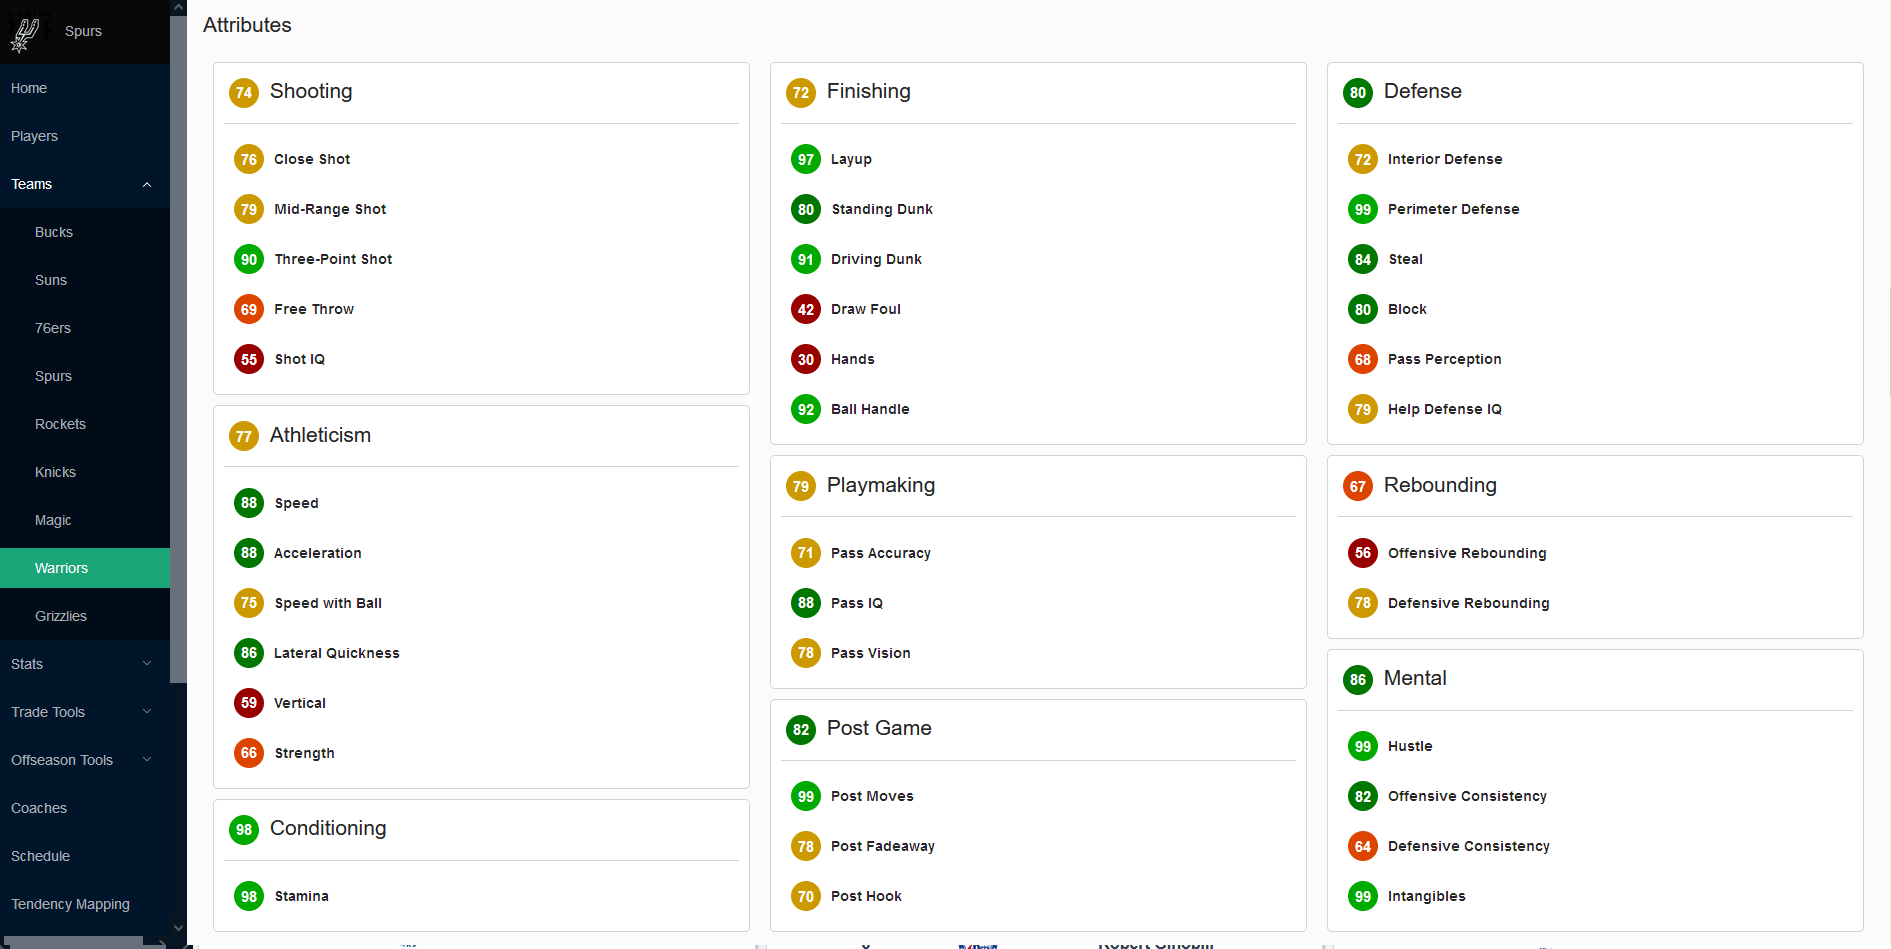 Spurs
Home
Players
Teams
Bucks
Suns
76ers
Spurs
Rockets
Knicks
Magic
Warriors
Grizzlies
Stats
Trade Tools
Offseason Tools
Coaches
Schedule
Tendency Mapping
Attributes
74 Shooting
76 Close Shot
79 Mid-Range Shot
90 Three-Point Shot
69 Free Throw
55 Shot IQ
77 Athleticism
88 Speed
88 Acceleration
75 Speed with Ball
86 Lateral Quickness
59 Vertical
66 Strength
98 Conditioning
98 Stamina
72 Finishing
97 Layup
80 Standing Dunk
91 Driving Dunk
42 Draw Foul
30 Hands
92 Ball Handle
79 Playmaking
71 Pass Accuracy
88 Pass IQ
78 Pass Vision
82 Post Game
99 Post Moves
78 Post Fadeaway
70 Post Hook
80 Defense
72 Interior Defense
99 Perimeter Defense
84 Steal
80 Block
68 Pass Perception
79 Help Defense IQ
67 Rebounding
56 Offensive Rebounding
78 Defensive Rebounding
86 Mental
99 Hustle
82 Offensive Consistency
64 Defensive Consistency
99 Intangibles